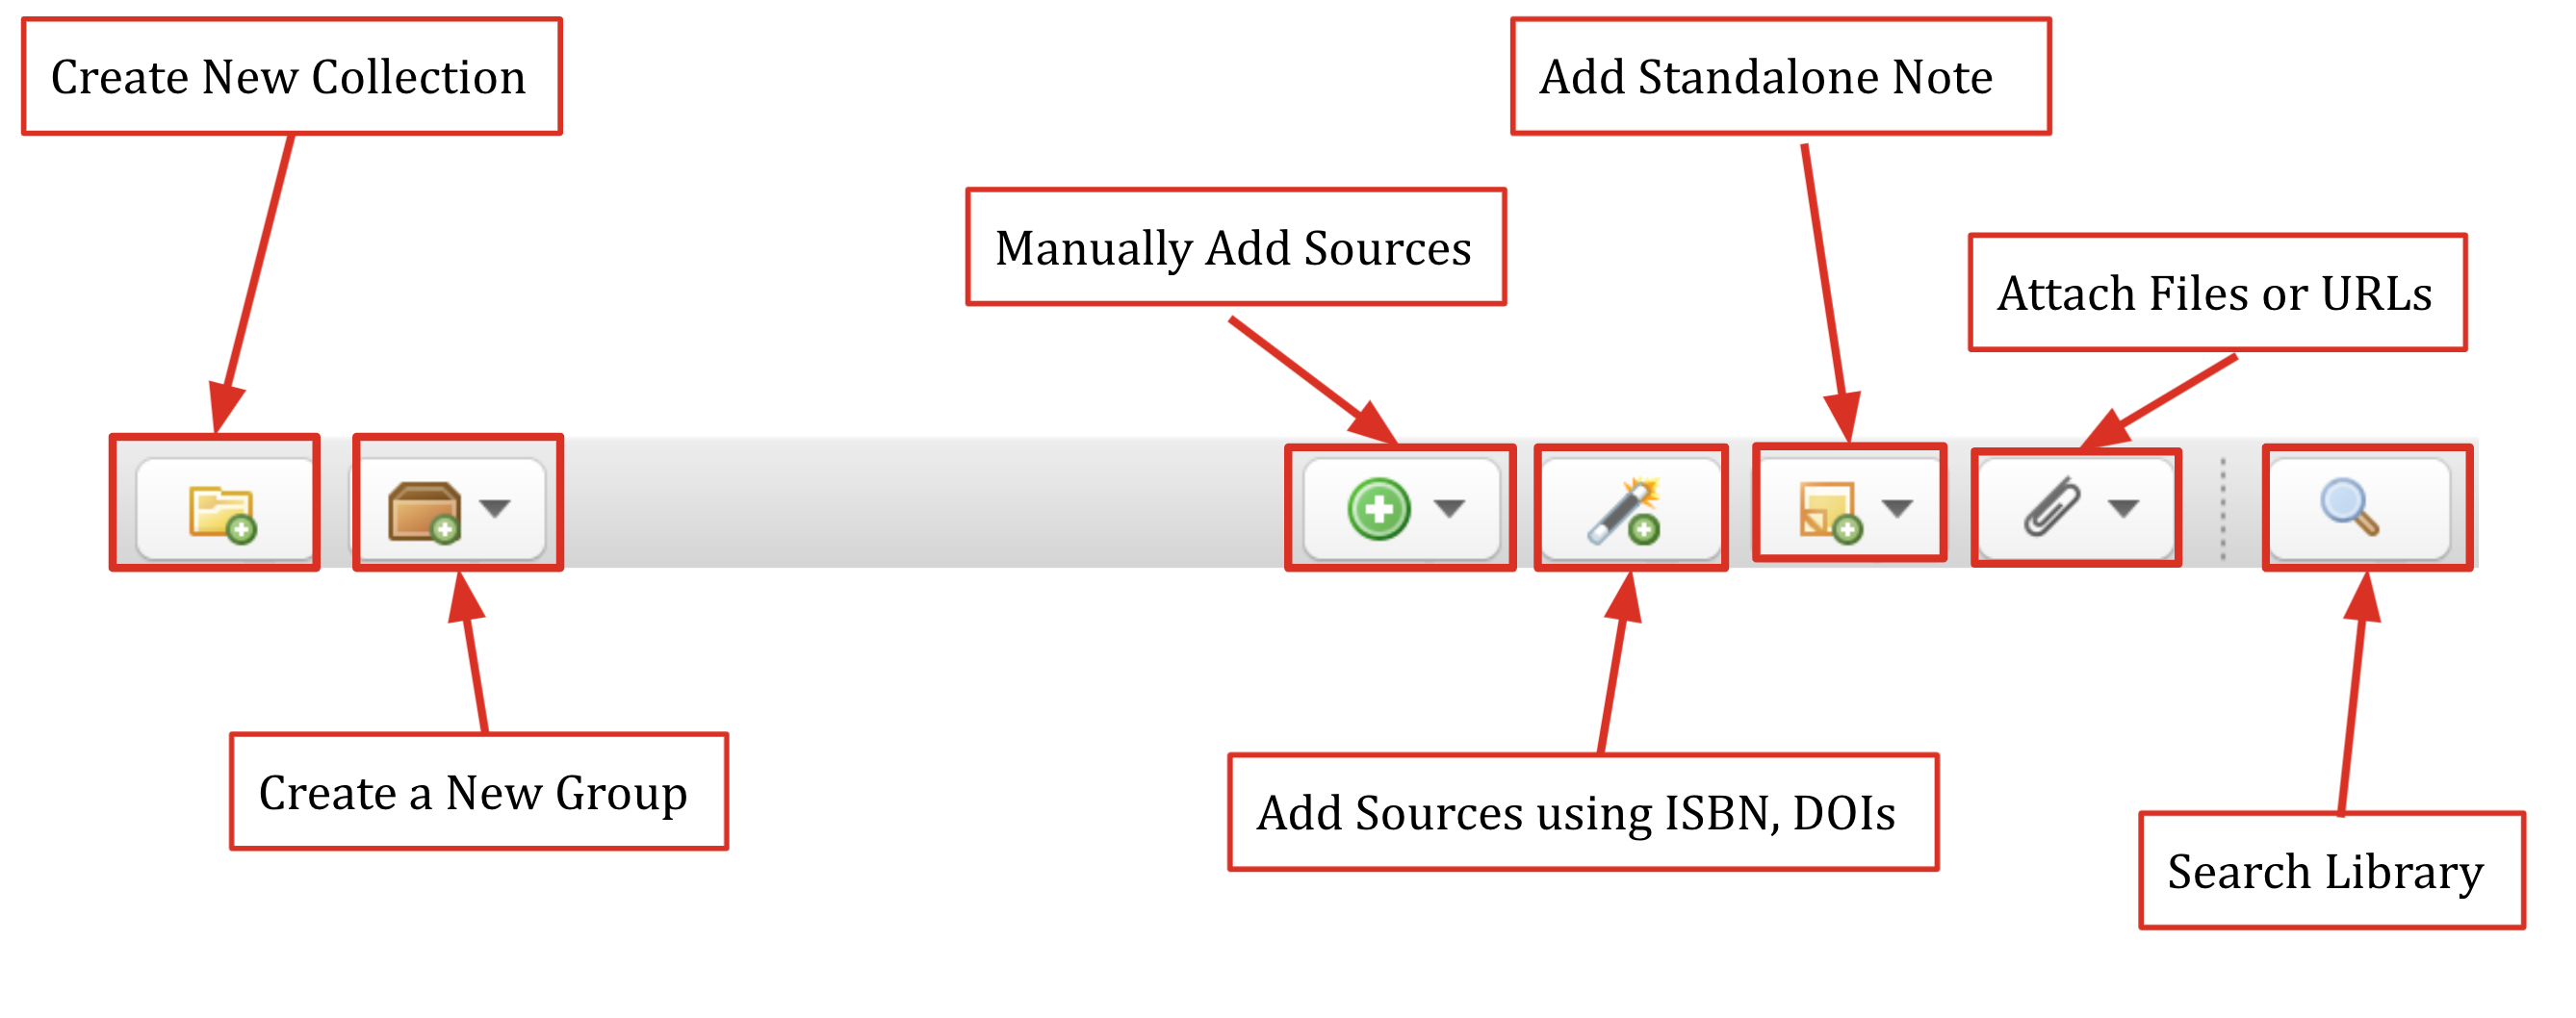 Create New Collection
Add Standalone Note
Manually Add Sources
Attach Files or URLs
Create a New Group
Add Sources using ISBN, DOIs
Search Library